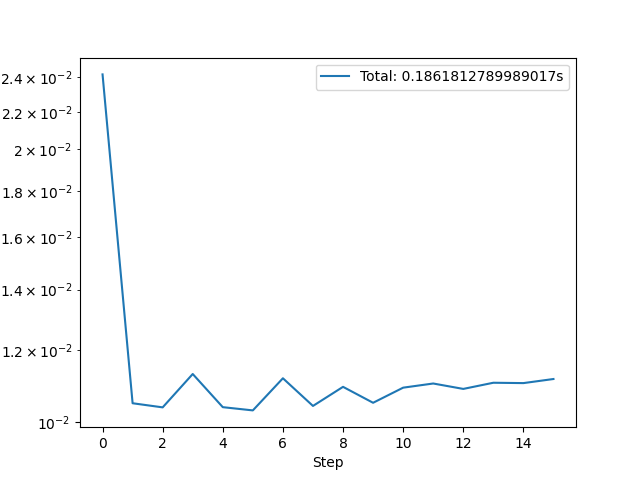 Total: 0.1861812789989017s
2.4 × 10⁻²
2.2 × 10⁻²
2 × 10⁻²
1.8 × 10⁻²
1.6 × 10⁻²
1.4 × 10⁻²
1.2 × 10⁻²
10⁻²
0 2 4 6 8 10 12 14
Step